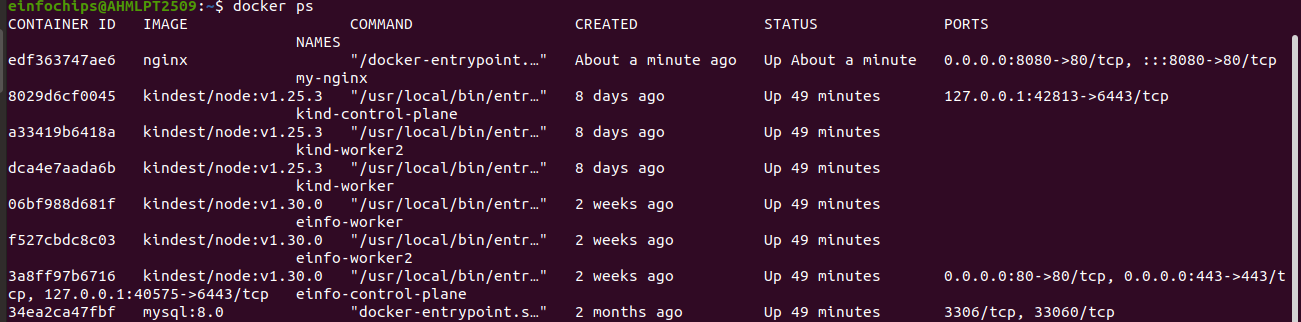 einfochips@AHMLPT2509:~$ docker ps
CONTAINER ID   IMAGE                  COMMAND                  CREATED              STATUS              PORTS
                                NAMES
edf363747ae6   nginx                  "/docker-entrypoint.…"   About a minute ago   Up About a minute   0.0.0.0:8080->80/tcp, :::8080->80/tcp
                                my-nginx
8029d6cf0045   kindest/node:v1.25.3   "/usr/local/bin/entr…"   8 days ago           Up 49 minutes       127.0.0.1:42813->6443/tcp
                                kind-control-plane
a33419b6418a   kindest/node:v1.25.3   "/usr/local/bin/entr…"   8 days ago           Up 49 minutes
                                kind-worker2
dca4e7aada6b   kindest/node:v1.25.3   "/usr/local/bin/entr…"   8 days ago           Up 49 minutes
                                kind-worker
06bf988d681f   kindest/node:v1.30.0   "/usr/local/bin/entr…"   2 weeks ago          Up 49 minutes
                                einfo-worker
f527cbdc8c03   kindest/node:v1.30.0   "/usr/local/bin/entr…"   2 weeks ago          Up 49 minutes
                                einfo-worker2
3a8ff97b6716   kindest/node:v1.30.0   "/usr/local/bin/entr…"   2 weeks ago          Up 49 minutes       0.0.0.0:80->80/tcp, 0.0.0.0:443->443/t
cp, 127.0.0.1:40575->6443/tcp   einfo-control-plane
34ea2ca47fbf   mysql:8.0              "docker-entrypoint.s…"   2 months ago         Up 49 minutes       3306/tcp, 33060/tcp